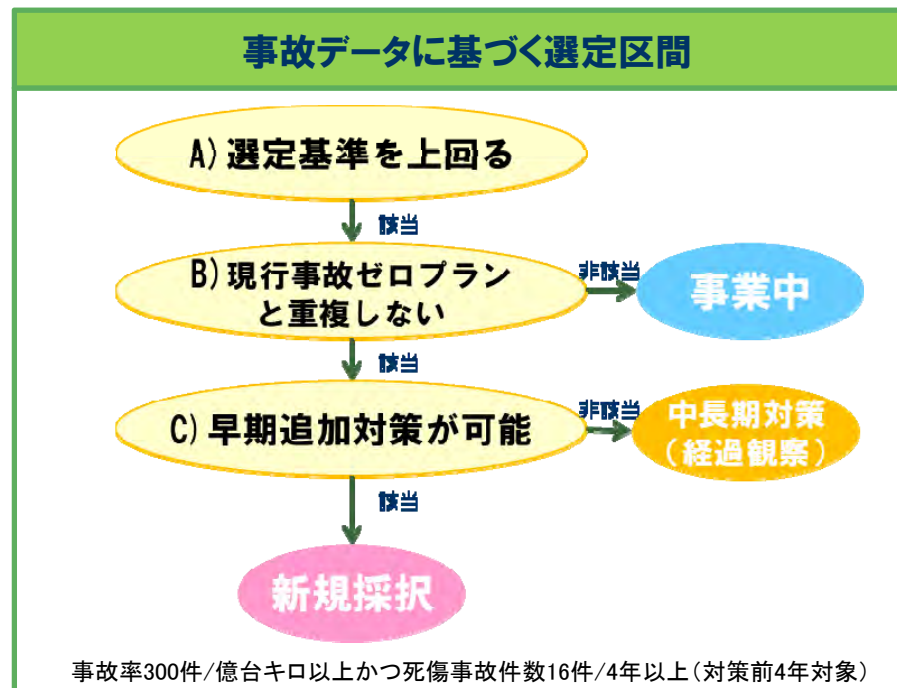 事故データに基づく選定区間
A)選定基準を上回る
該当
B)現行事故ゼロプラン
と重複しない
非該当
事業中
該当
C)早期追加対策が可能
非該当
中長期対策
(経過観察)
該当
新規採択
事故率300件/億台キロ以上かつ死傷事故件数16件/4年以上(対策前4年対象)